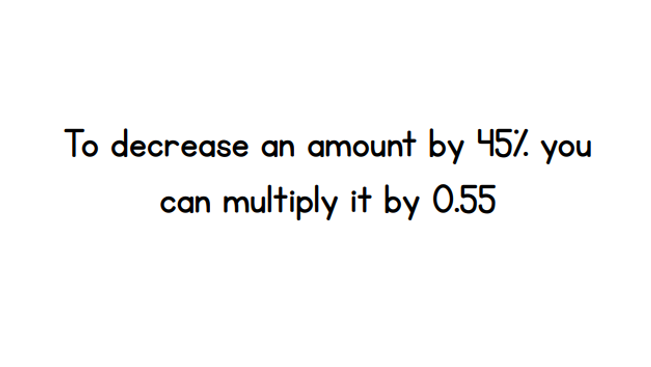 To decrease an amount by 45% you
can multiply it by 0.55